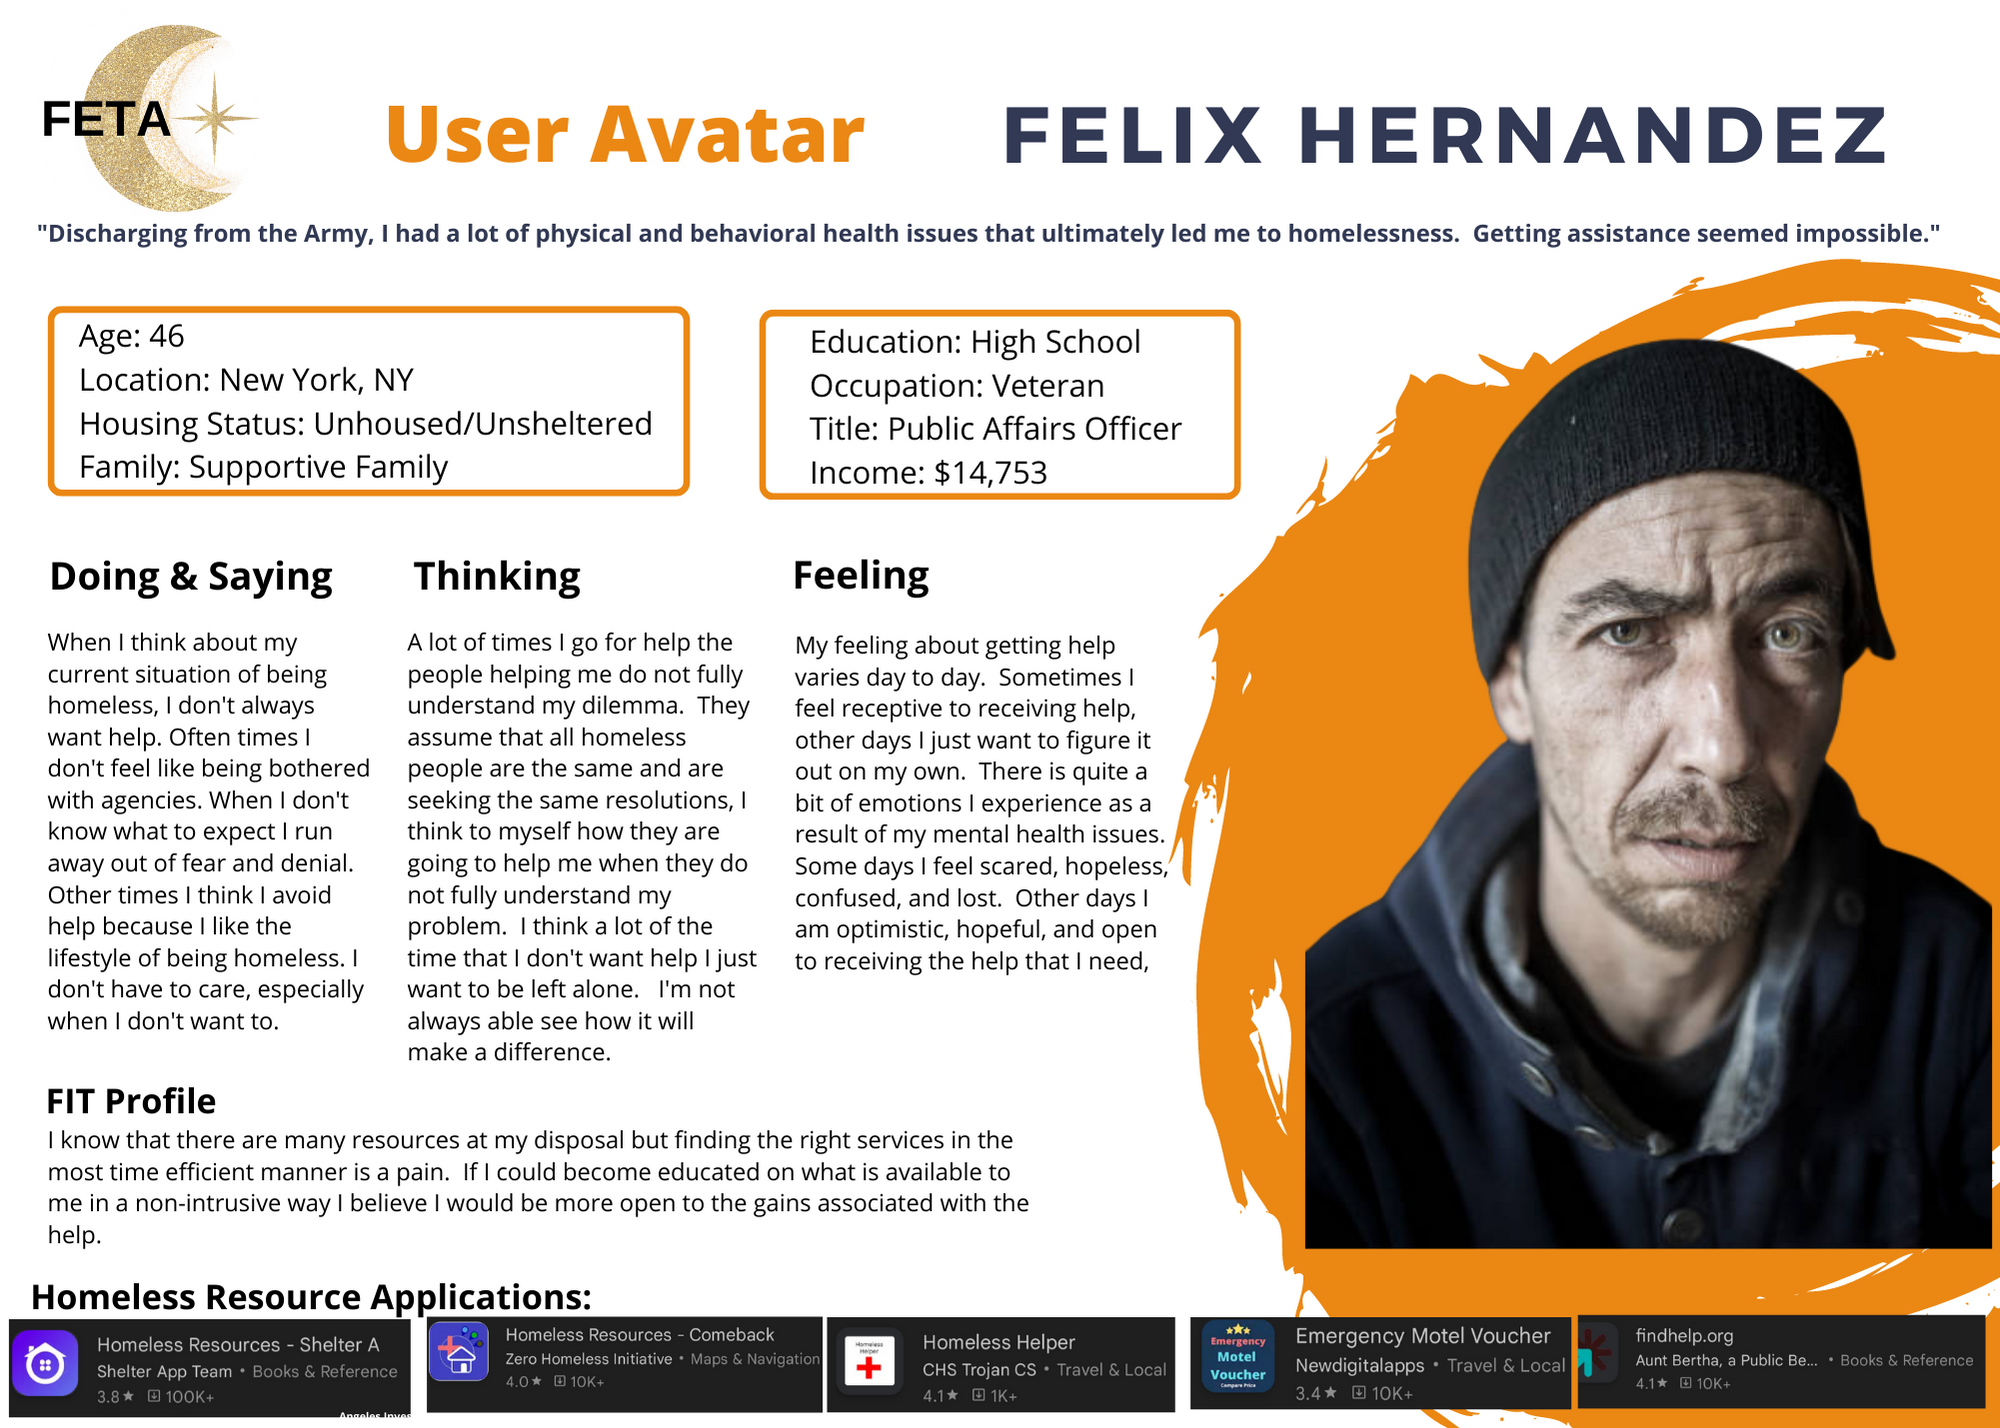 FETA
User Avatar
FELIX HERNANDEZ
"Discharging from the Army, I had a lot of physical and behavioral health issues that ultimately led me to homelessness.  Getting assistance seemed impossible."
Age: 46
Location: New York, NY
Housing Status: Unhoused/Unsheltered
Family: Supportive Family
Education: High School
Occupation: Veteran
Title: Public Affairs Officer
Income: $14,753
Doing & Saying
When I think about my
current situation of being
homeless, I don't always
want help. Often times I
don't feel like being bothered
with agencies. When I don't
know what to expect I run
away out of fear and denial.
Other times I think I avoid
help because I like the
lifestyle of being homeless. I
don't have to care, especially
when I don't want to.
Thinking
A lot of times I go for help the
people helping me do not fully
understand my dilemma.  They
assume that all homeless
people are the same and are
seeking the same resolutions, I
think to myself how they are
going to help me when they do
not fully understand my
problem.  I think a lot of the
time that I don't want help I just
want to be left alone.   I'm not
always able see how it will
make a difference.
Feeling
My feeling about getting help
varies day to day.  Sometimes I
feel receptive to receiving help,
other days I just want to figure it
out on my own.  There is quite a
bit of emotions I experience as a
result of my mental health issues.
Some days I feel scared, hopeless,
confused, and lost.  Other days I
am optimistic, hopeful, and open
to receiving the help that I need,
FIT Profile
I know that there are many resources at my disposal but finding the right services in the
most time efficient manner is a pain.  If I could become educated on what is available to
me in a non-intrusive way I believe I would be more open to the gains associated with the
help.
Homeless Resource Applications:
Homeless Resources - Shelter A
Shelter App Team • Books & Reference
3.8★ 100K+
Angeles Inves
Homeless Resources - Comeback
Zero Homeless Initiative • Maps & Navigation
4.0★ 10K+
Homeless
Helper
Homeless Helper
CHS Trojan CS • Travel & Local
4.1★ 1K+
Emergency
Motel
Voucher
Compare Price
Emergency Motel Voucher
Newdigitalapps • Travel & Local
3.4★ 10K+
findhelp.org
Aunt Bertha, a Public Be... • Books & Reference
4.1★ 10K+